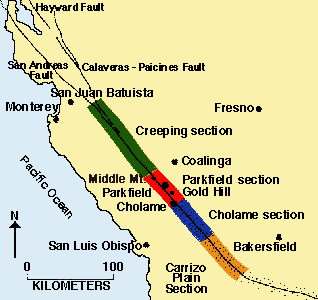 Hayward Fault
San Andreas
Fault
Calaveras - Paicines Fault
San Juan Batuista
Monterey
Fresno
Creeping section
Coalinga
Pacific Ocean
Middle Mt.
Parkfield section
Parkfield
Gold Hill
Cholame
Cholame section
N
San Luis Obispo
Bakersfield
0 100
KILOMETERS
Carrizo
Plain
Section